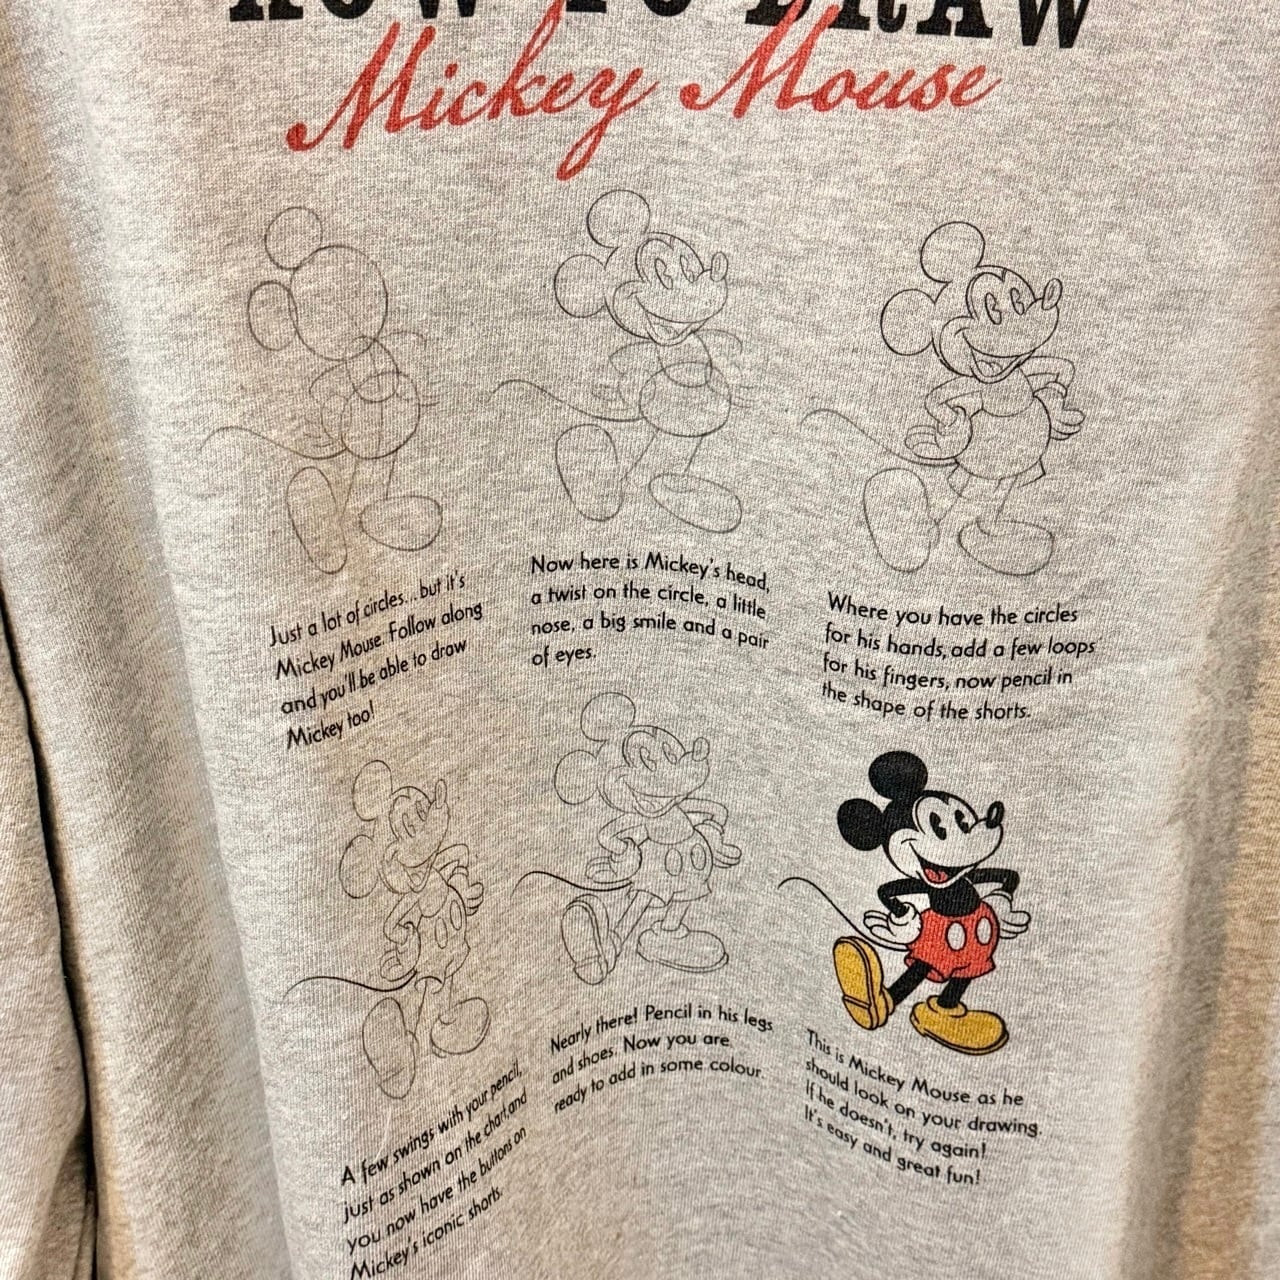 HOW TO DRAW
Mickey Mouse
Just a lot of circles...but it's
Mickey Mouse. Follow along
and you'll be able to draw
Mickey too!
Now here is Mickey's head,
a twist on the circle, a little
nose, a big smile and a pair
of eyes.
Where you have the circles
for his hands, add a few loops
for his fingers, now pencil in
the shape of the shorts.
A few swings with your pencil,
just as shown on the chart,and
you now have the buttons on
Mickey's iconic shorts.
Nearly there! Pencil in his legs
and shoes. Now you are
ready to add in some colour.
This is Mickey Mouse as he
should look on your drawing.
If he doesn't, try again!
It's easy and great fun!